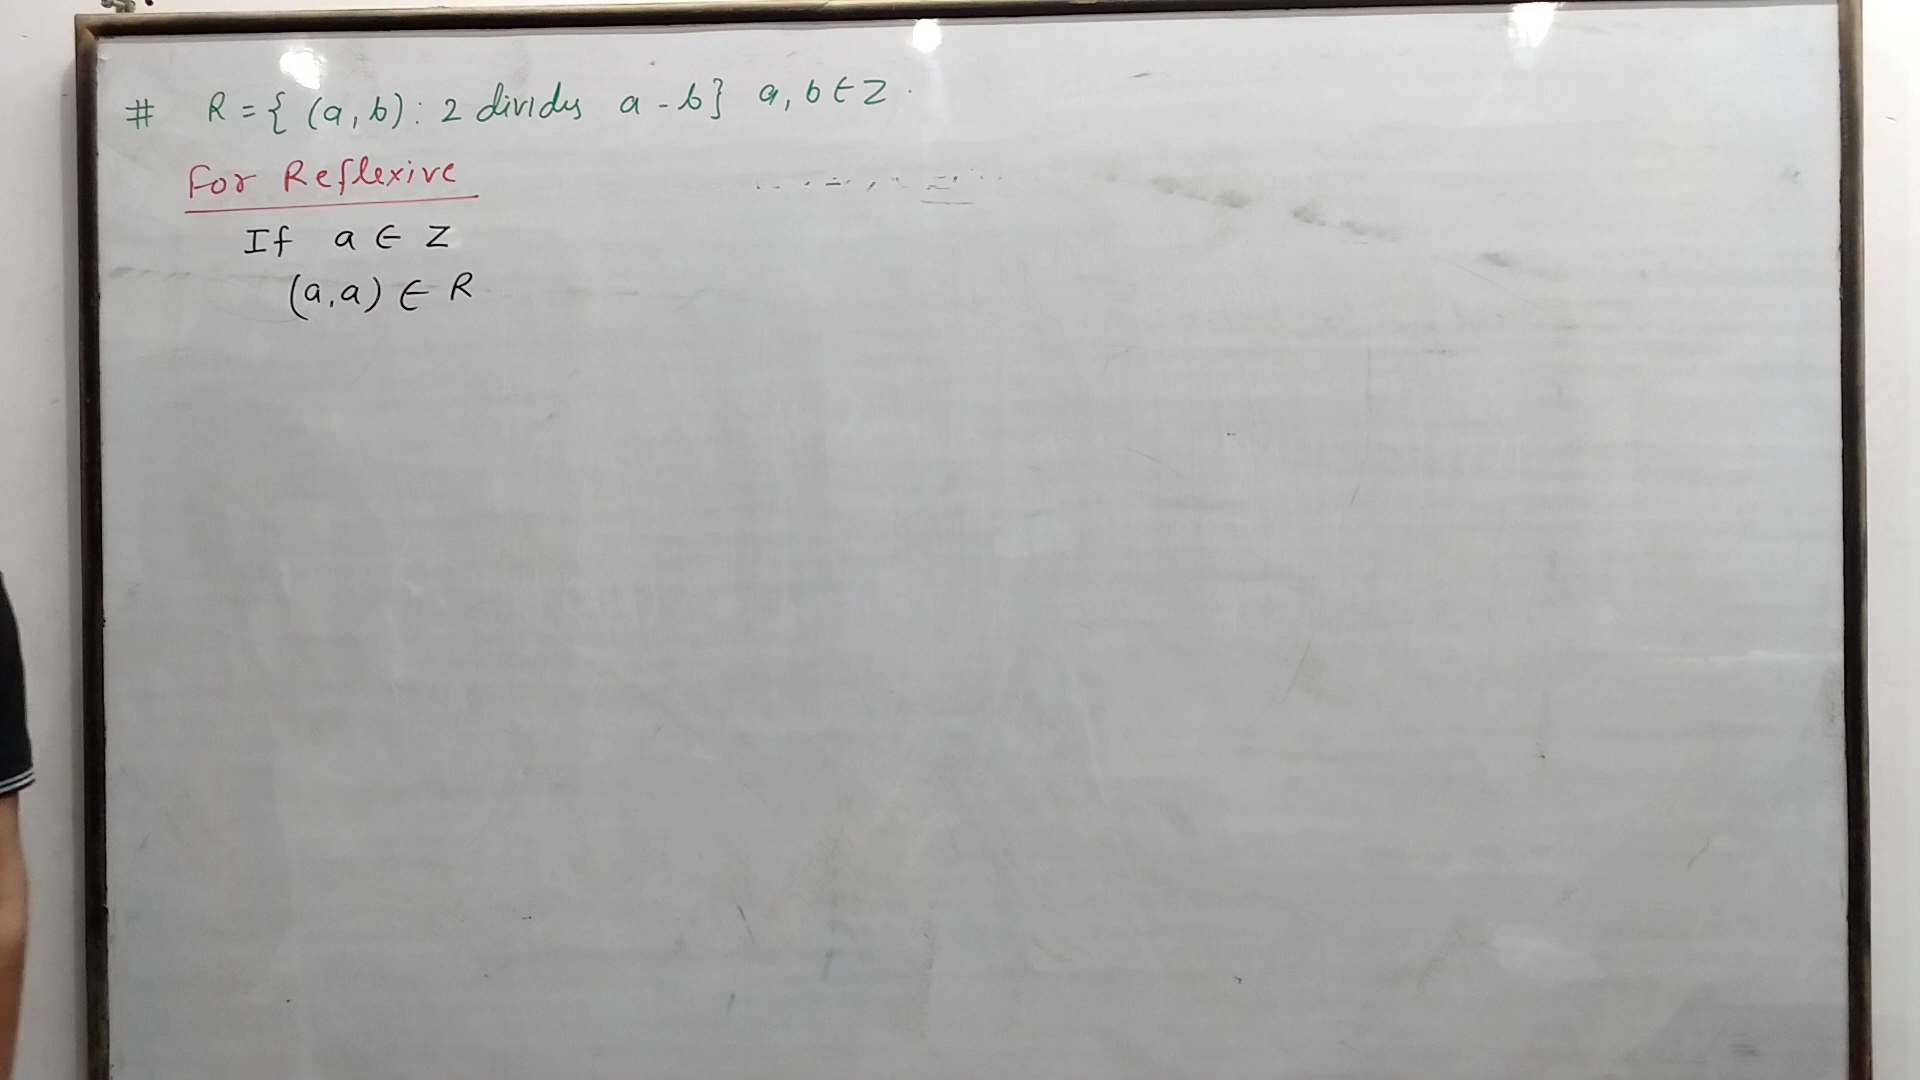 # R = { (a, b) : 2 divides a - b} a, b ∈ Z .
For Reflexive
If a ∈ Z
(a, a) ∈ R